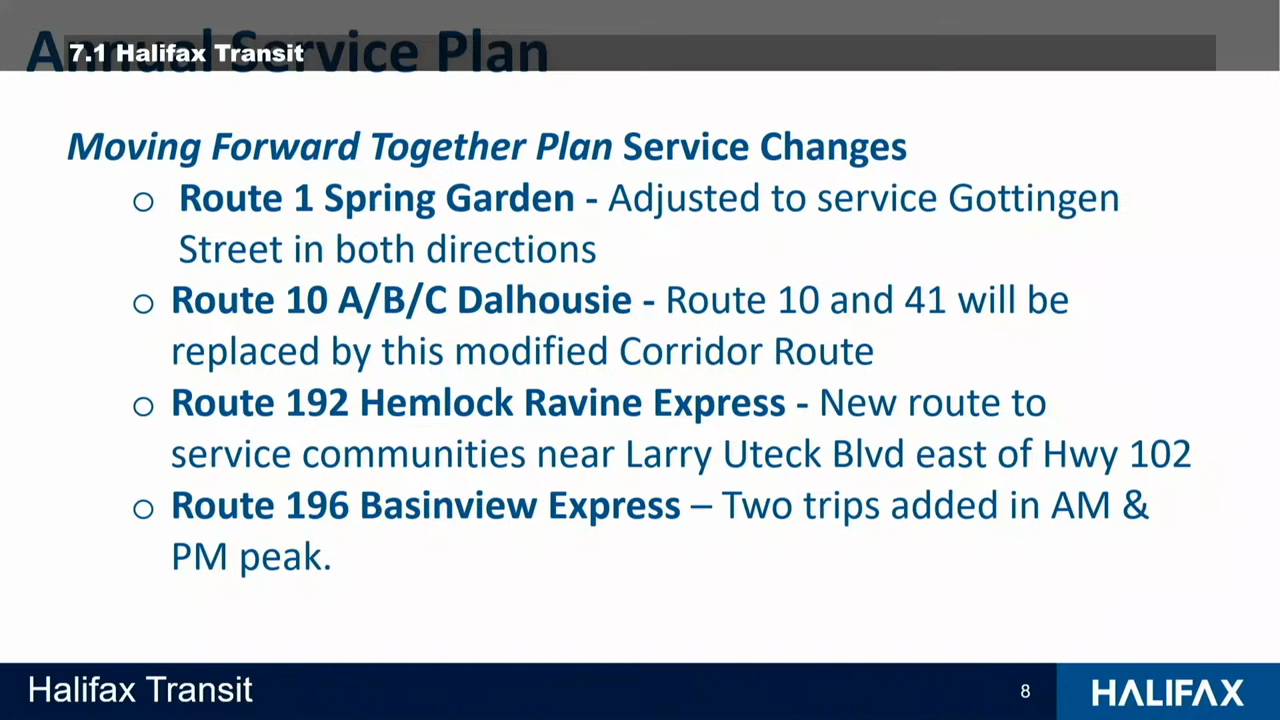 Annual Service Plan
7.1 Halifax Transit
Moving Forward Together Plan Service Changes
o Route 1 Spring Garden - Adjusted to service Gottingen
Street in both directions
o Route 10 A/B/C Dalhousie - Route 10 and 41 will be
replaced by this modified Corridor Route
o Route 192 Hemlock Ravine Express - New route to
service communities near Larry Uteck Blvd east of Hwy 102
o Route 196 Basinview Express – Two trips added in AM &
PM peak.
Halifax Transit
8
HALIFAX